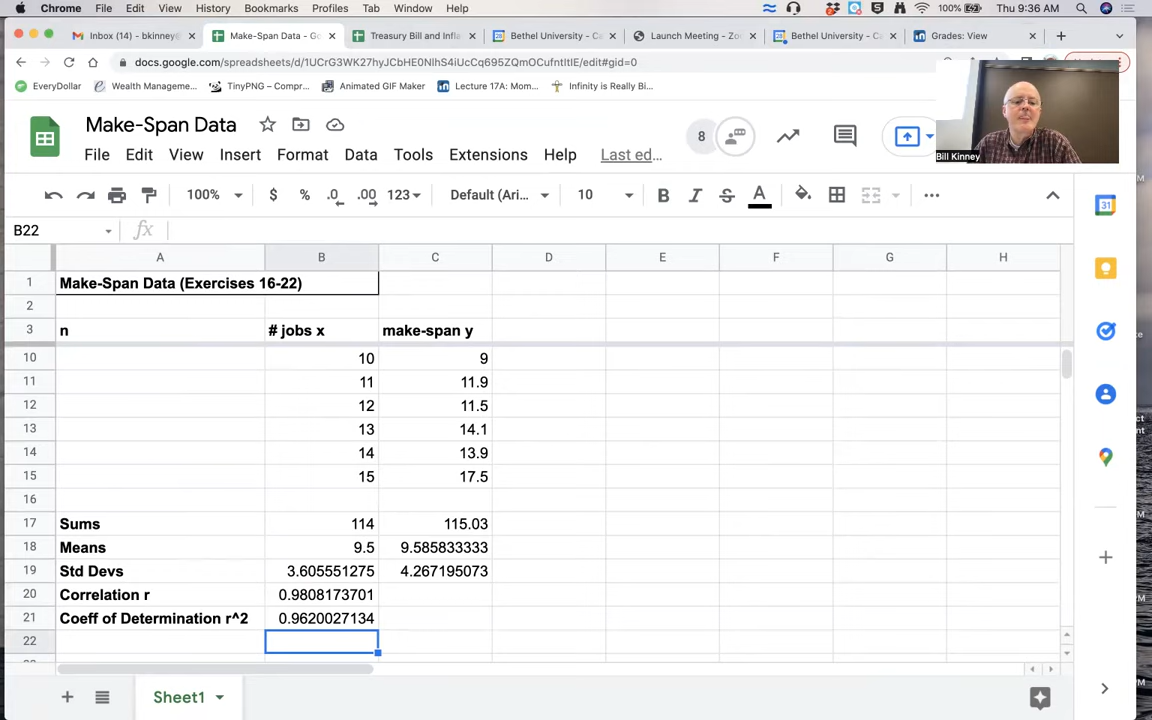 Chrome File Edit View History Bookmarks Profiles Tab Window Help 100% Thu 9:36 AM
Inbox (14) - bkinney@ Make-Span Data - Go Treasury Bill and Infla Bethel University - Ca Launch Meeting - Zoo Bethel University - Ca Grades: View
docs.google.com/spreadsheets/d/1UCrG3WK27hyJCbHE0NlhS4iUcCq695ZQmOCufntItIE/edit#gid=0
EveryDollar Wealth Manageme... TinyPNG – Compr... Animated GIF Maker Lecture 17A: Mom... Infinity is Really Bi...
Make-Span Data
8
File Edit View Insert Format Data Tools Extensions Help Last ed...
Bill Kinney
100% $ % .0 .00 123 Default (Ari... 10 B I S A
31
B22 fx
A B C D E F G H
1 Make-Span Data (Exercises 16-22)
2
3 n # jobs x make-span y
10 10 9
11 11 11.9
12 12 11.5
13 13 14.1
14 14 13.9
15 15 17.5
16
17 Sums 114 115.03
18 Means 9.5 9.585833333
19 Std Devs 3.605551275 4.267195073
20 Correlation r 0.9808173701
21 Coeff of Determination r^2 0.9620027134
22
Sheet1